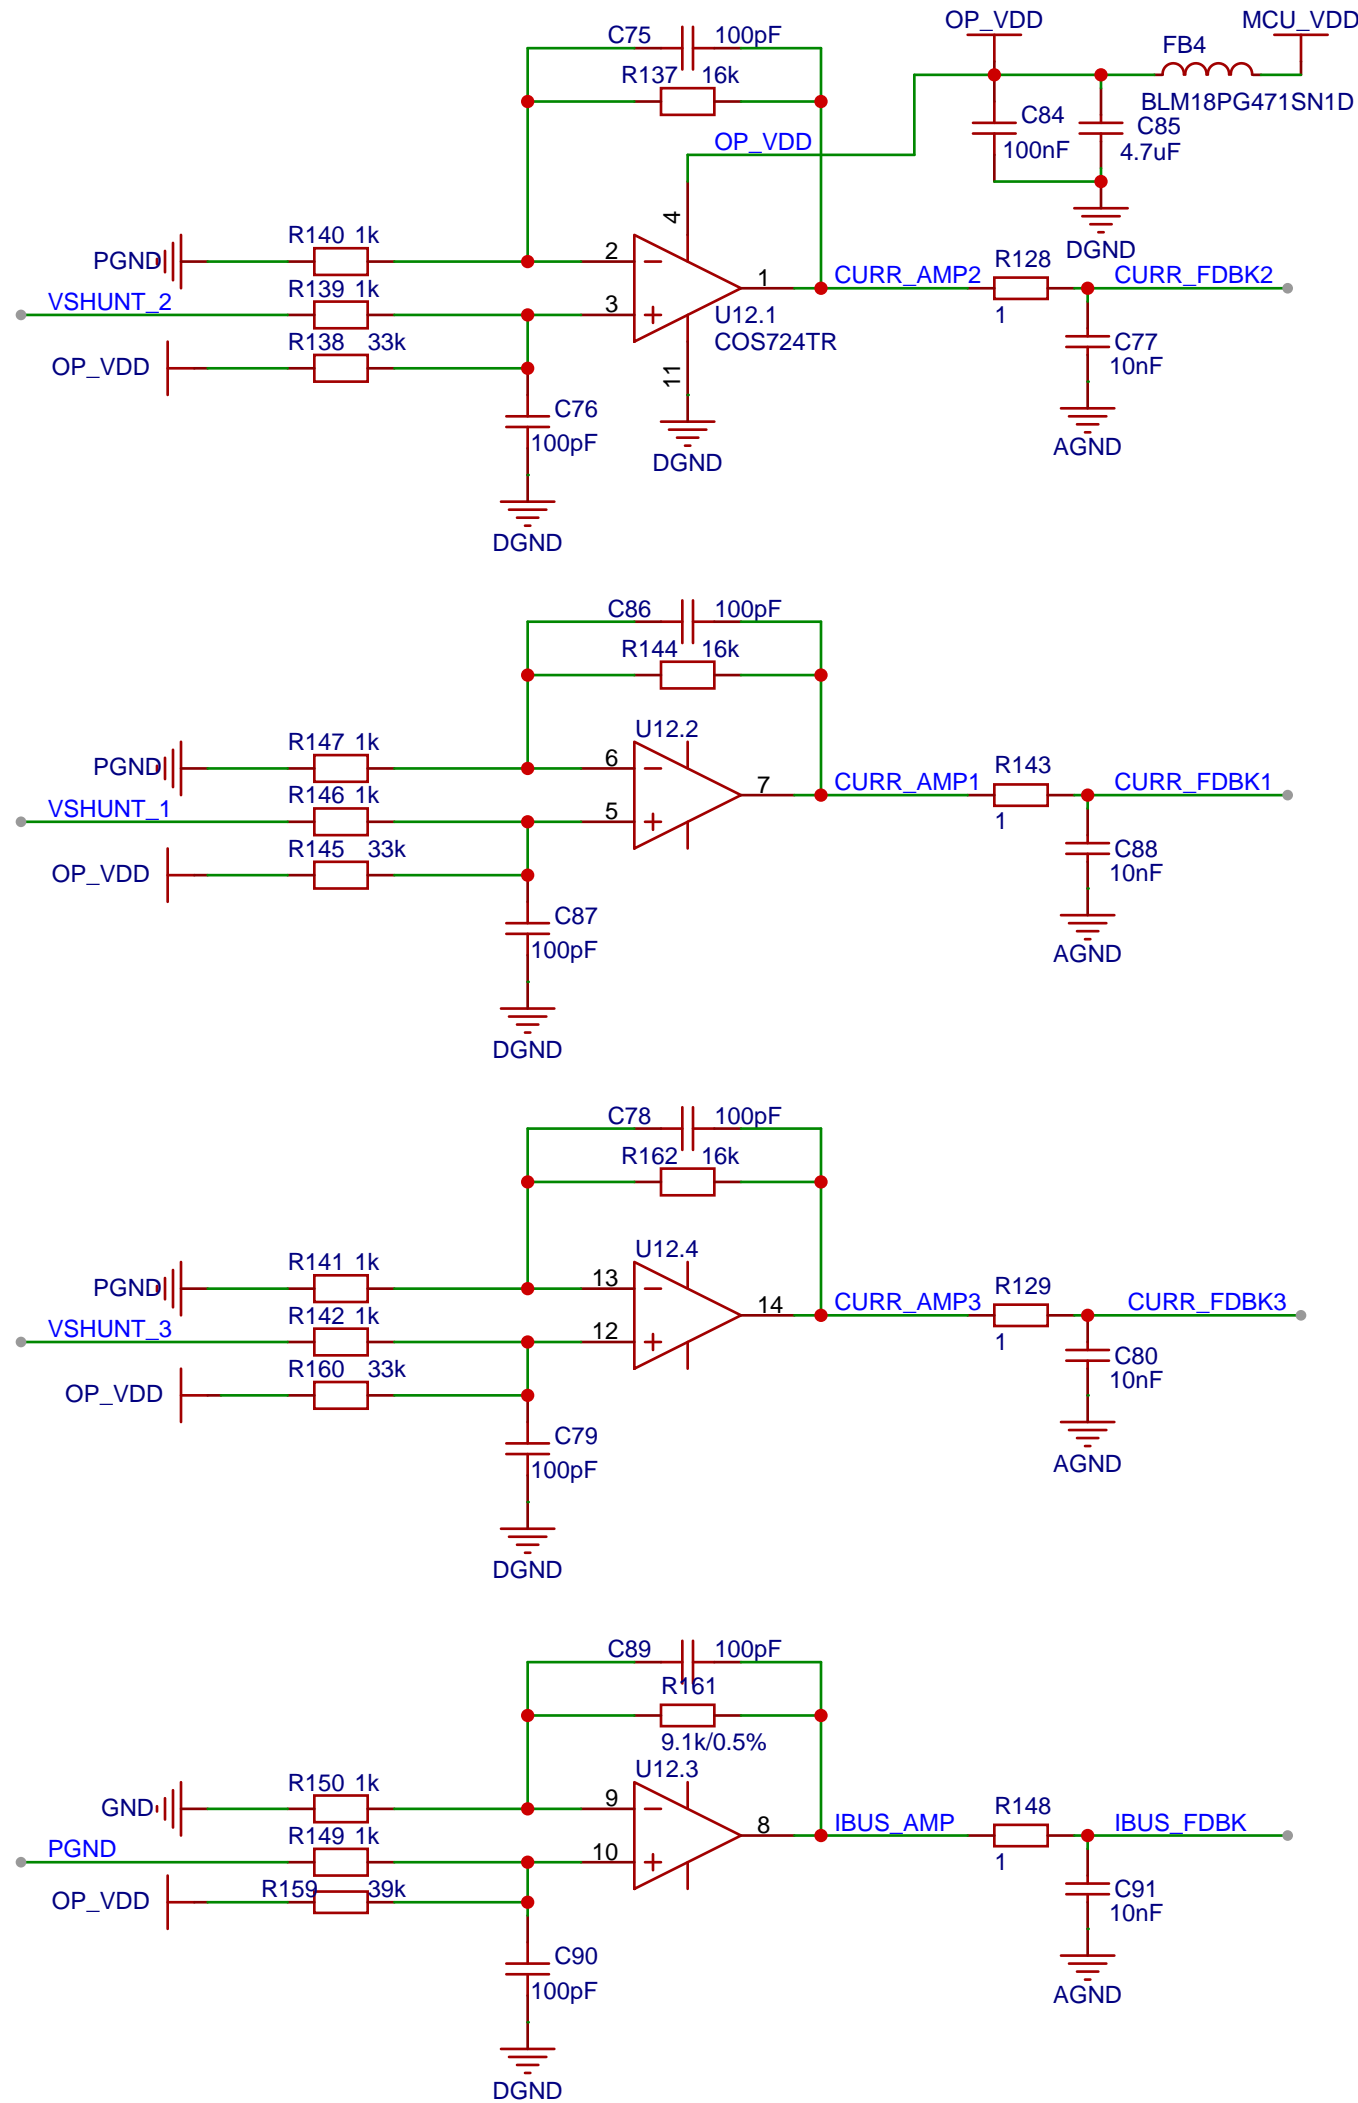 OP_VDD MCU_VDD
C75 100pF FB4
R137 16k BLM18PG471SN1D
C84 C85
100nF 4.7uF
OP_VDD
4
R140 1k
PGND 2
DGND
R139 1k
VSHUNT_2 3
1 CURR_AMP2 R128 CURR_FDBK2
1
U12.1
COS724TR
R138 33k
OP_VDD
11
C77
10nF
C76
100pF
DGND
AGND
DGND
C86 100pF
R144 16k
U12.2
R147 1k
PGND 6
R146 1k
VSHUNT_1 5
7 CURR_AMP1 R143 CURR_FDBK1
1
R145 33k
OP_VDD
C88
10nF
C87
100pF
AGND
DGND
C78 100pF
R162 16k
U12.4
R141 1k
PGND 13
R142 1k
VSHUNT_3 12
14 CURR_AMP3 R129 CURR_FDBK3
1
R160 33k
OP_VDD
C80
10nF
C79
100pF
AGND
DGND
C89 100pF
R161
9.1k/0.5%
U12.3
R150 1k
GND 9
R149 1k
PGND 10
8 IBUS_AMP R148 IBUS_FDBK
1
R159 39k
OP_VDD
C91
10nF
C90
100pF
AGND
DGND